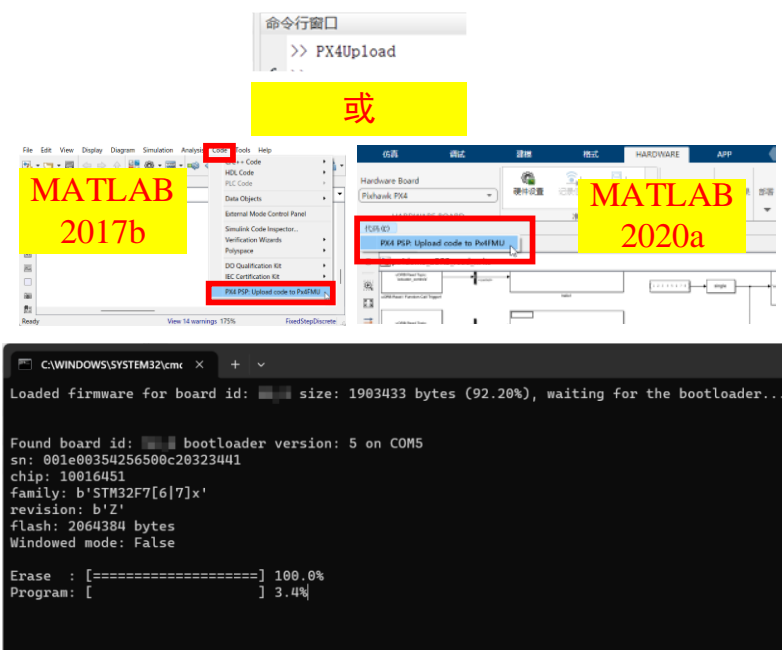 命令行窗口
>> PX4Upload
或
File Edit View Display Diagram Simulation Analysis Code Tools Help
C/C++ Code
HDL Code
PLC Code
Data Objects
External Mode Control Panel
Simulink Code Inspector...
Verification Wizards
Polyspace
DO Qualification Kit
IEC Certification Kit
PX4 PSP: Upload code to Px4FMU
MATLAB
2017b
Ready View 14 warnings 175% FixedStepDiscrete
仿真 调试 建模 格式 HARDWARE APP
Hardware Board
Pixhawk PX4
硬件设置
部署
HARDWARE BOARD
代码(C)
PX4 PSP: Upload code to Px4FMU
MATLAB
2020a
C:\WINDOWS\SYSTEM32\cmc × + ⌄
Loaded firmware for board id: size: 1903433 bytes (92.20%), waiting for the bootloader...
Found board id: bootloader version: 5 on COM5
sn: 001e00354256500c20323441
chip: 10016451
family: b'STM32F7[6|7]x'
revision: b'Z'
flash: 2064384 bytes
Windowed mode: False
Erase : [====================] 100.0%
Program: [ ] 3.4%